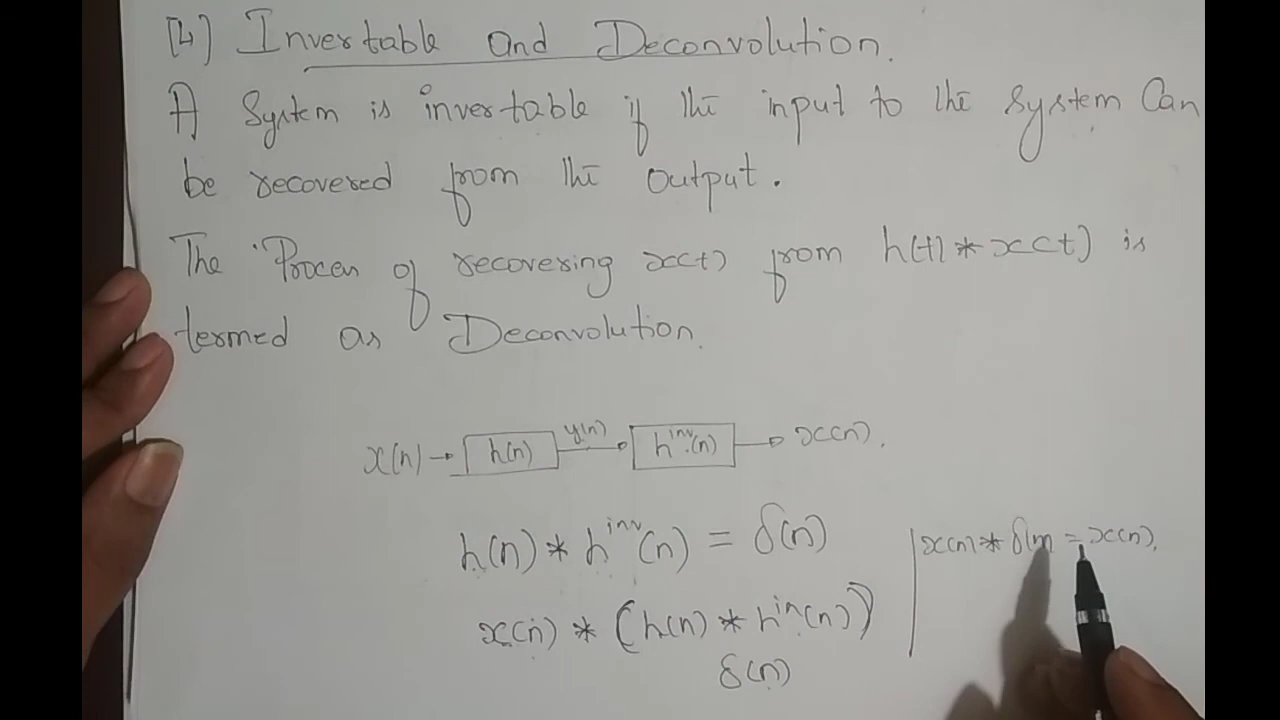 [4] Invertable and Deconvolution.
A System is invertable if the input to the System Can
be recovered from the output.
The Process of recovering x(t) from h(t) * x(t) is
termed as Deconvolution.
x(n) → h(n) y(n) → h^inv(n) → x(n).
h(n) * h^inv(n) = δ(n)
x(n) * δ(n) = x(n).
x(n) * (h(n) * h^in(n))
δ(n)